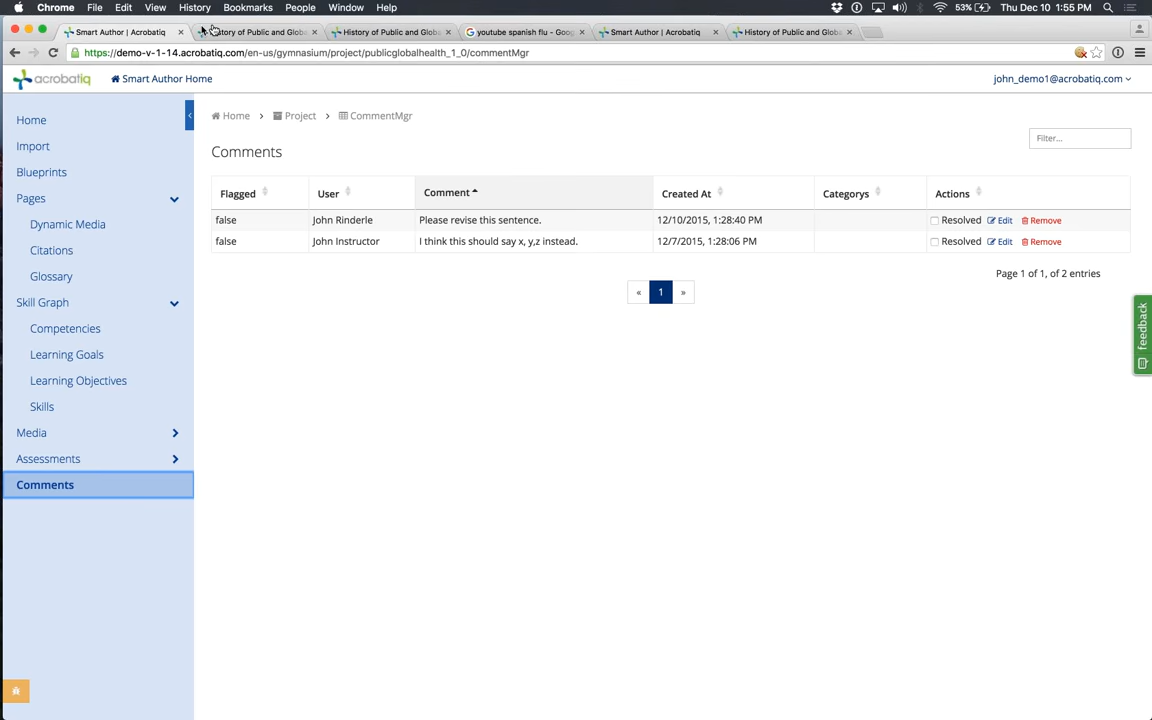 Chrome File Edit View History Bookmarks People Window Help 53% Thu Dec 10 1:55 PM
Smart Author | Acrobatiq × History of Public and Globa × History of Public and Globa × youtube spanish flu - Goog × Smart Author | Acrobatiq × History of Public and Globa ×
https://demo-v-1-14.acrobatiq.com/en-us/gymnasium/project/publicglobalhealth_1_0/commentMgr
acrobatiq Smart Author Home john_demo1@acrobatiq.com
Home
Import
Blueprints
Pages
Dynamic Media
Citations
Glossary
Skill Graph
Competencies
Learning Goals
Learning Objectives
Skills
Media
Assessments
Comments
Home > Project > CommentMgr
Filter...
Comments
Flagged User Comment Created At Categorys Actions
false John Rinderle Please revise this sentence. 12/10/2015, 1:28:40 PM Resolved Edit Remove
false John Instructor I think this should say x, y,z instead. 12/7/2015, 1:28:06 PM Resolved Edit Remove
Page 1 of 1, of 2 entries
« 1 »
feedback